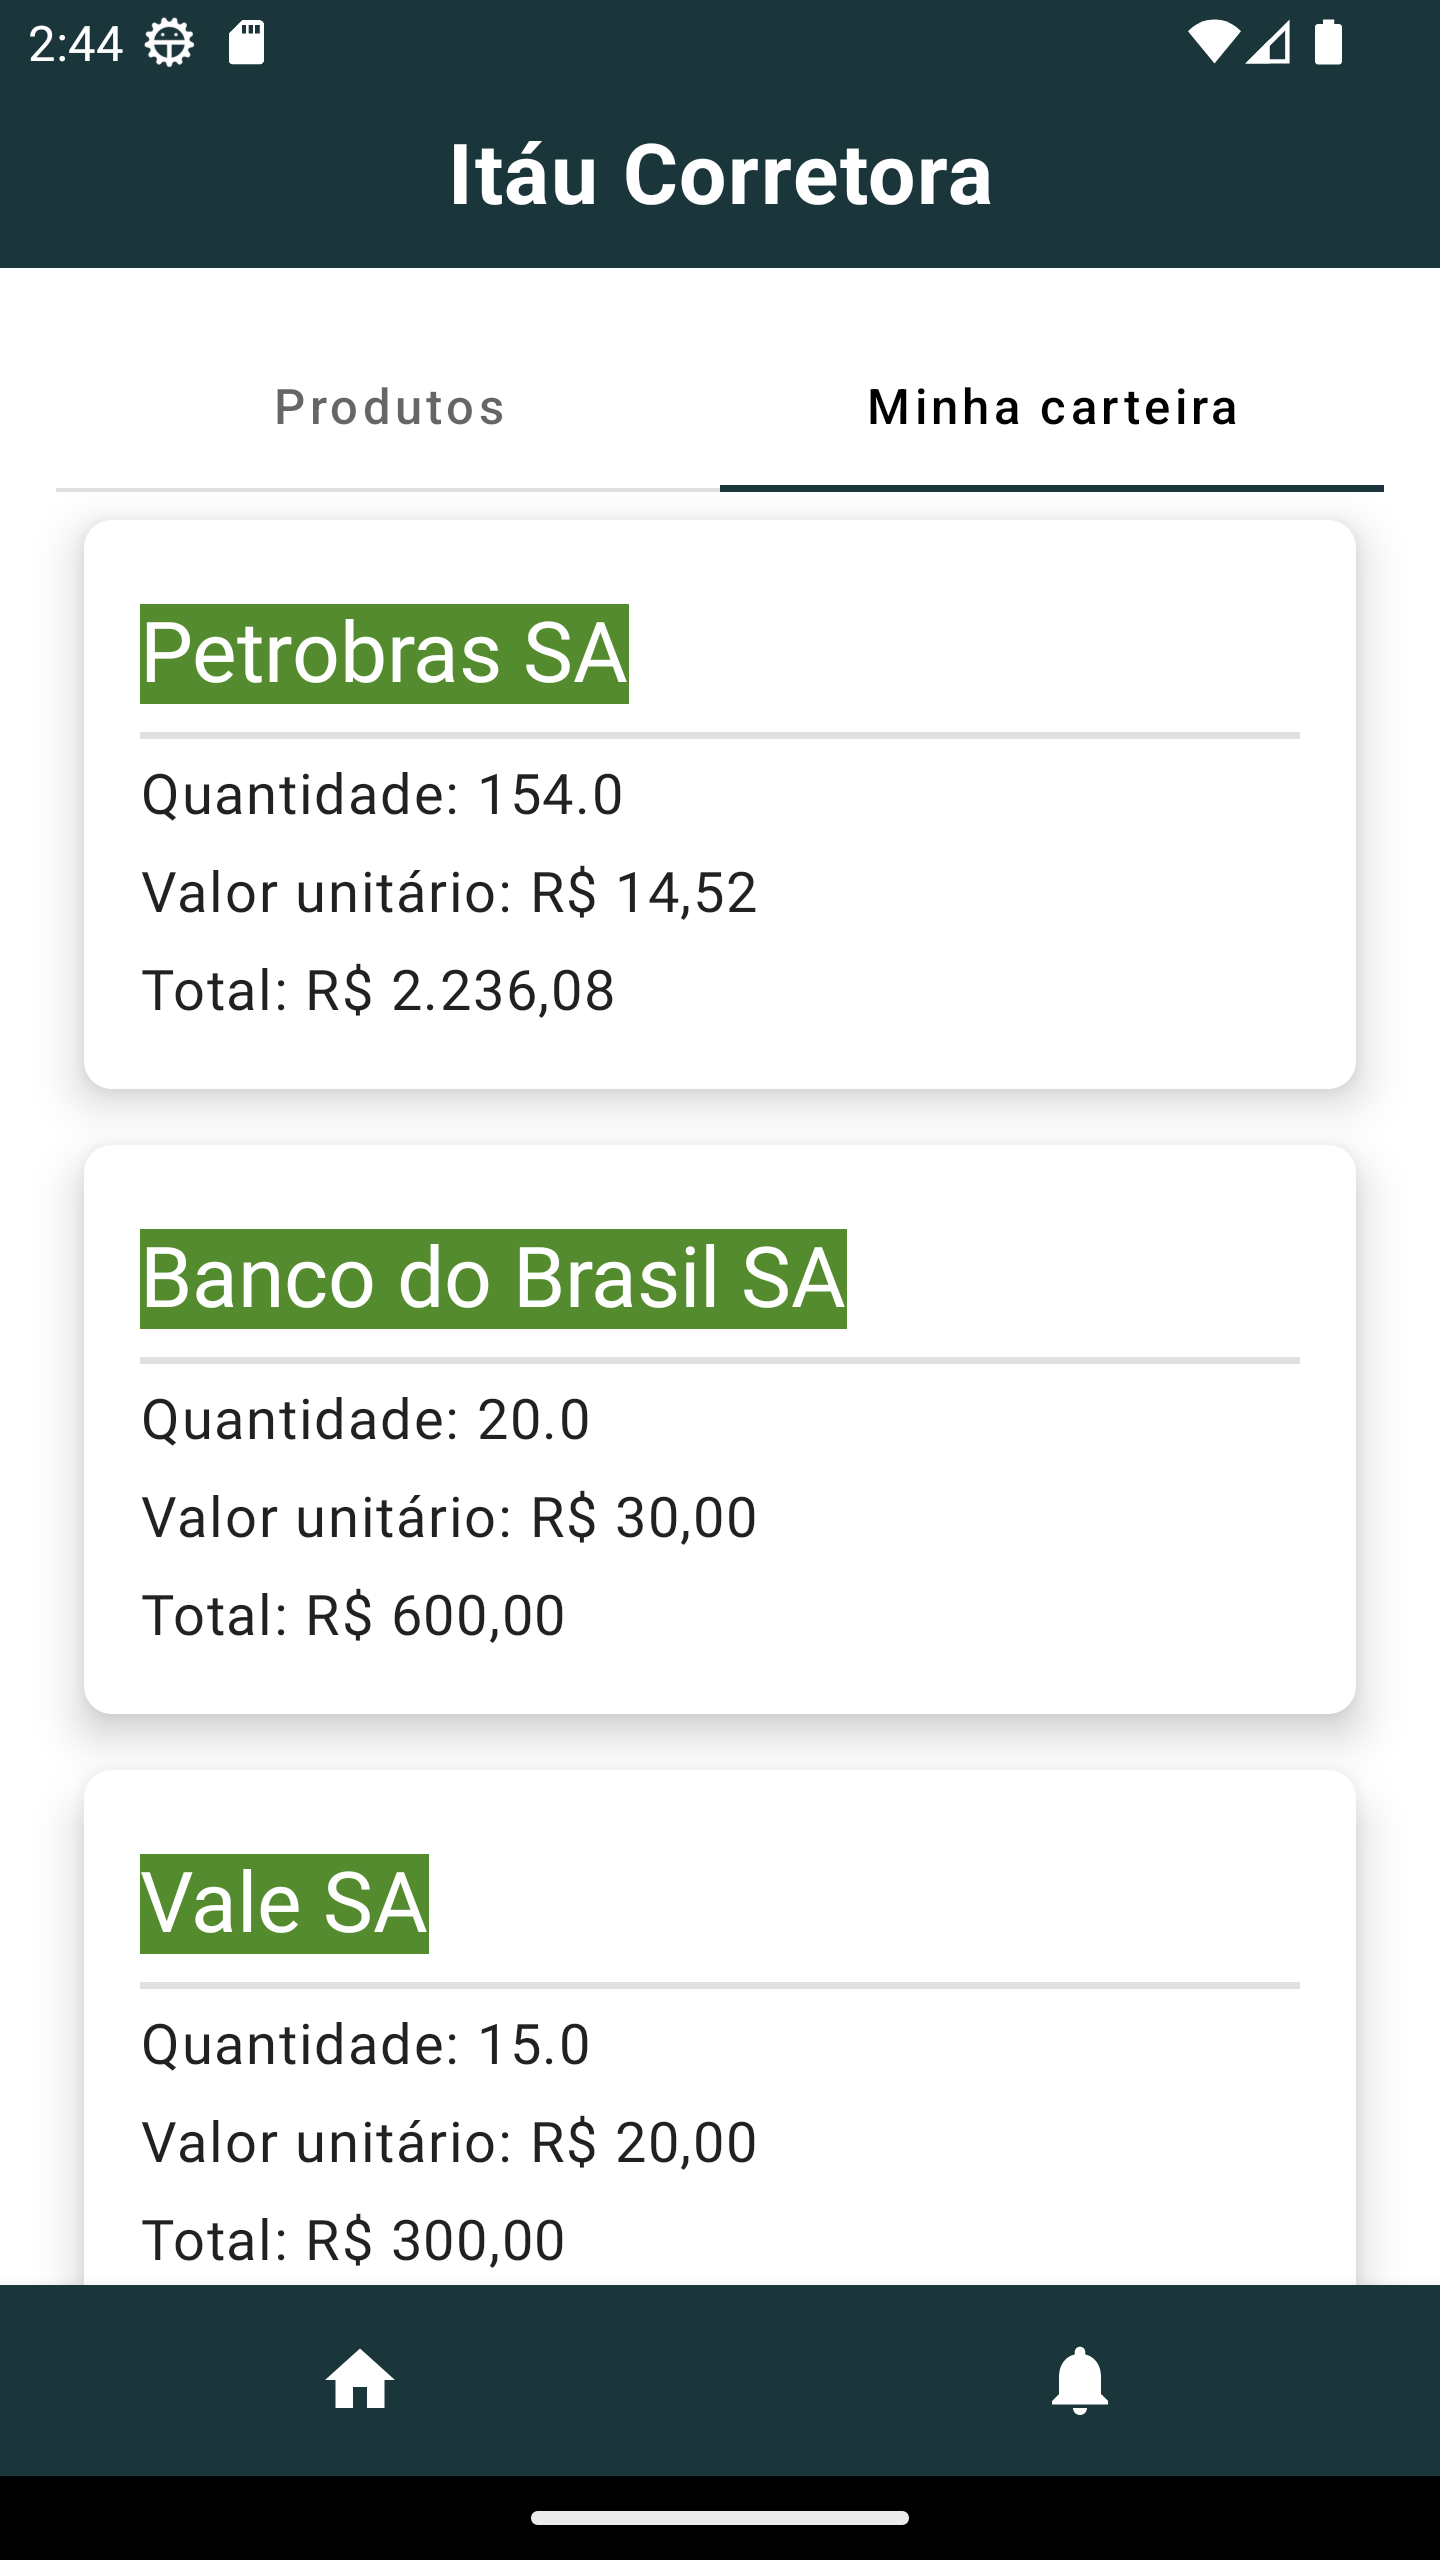 2:44
Itáu Corretora
Produtos
Minha carteira
Petrobras SA
Quantidade: 154.0
Valor unitário: R$ 14,52
Total: R$ 2.236,08
Banco do Brasil SA
Quantidade: 20.0
Valor unitário: R$ 30,00
Total: R$ 600,00
Vale SA
Quantidade: 15.0
Valor unitário: R$ 20,00
Total: R$ 300,00